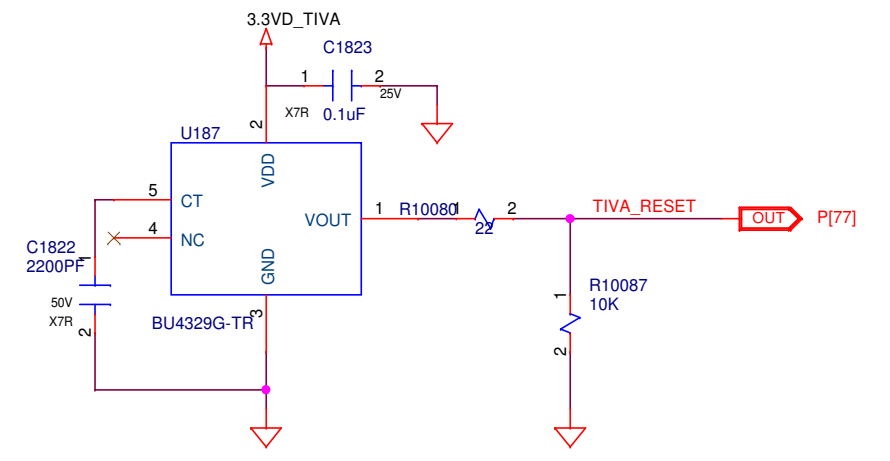 3.3VD_TIVA
C1823
1
2
25V
X7R
0.1uF
2
U187
VDD
5
CT
4
NC
VOUT
1
R10080
1
2
22
TIVA_RESET
OUT
P[77]
C1822
2200PF
1
50V
X7R
2
GND
3
BU4329G-TR
R10087
10K
1
2